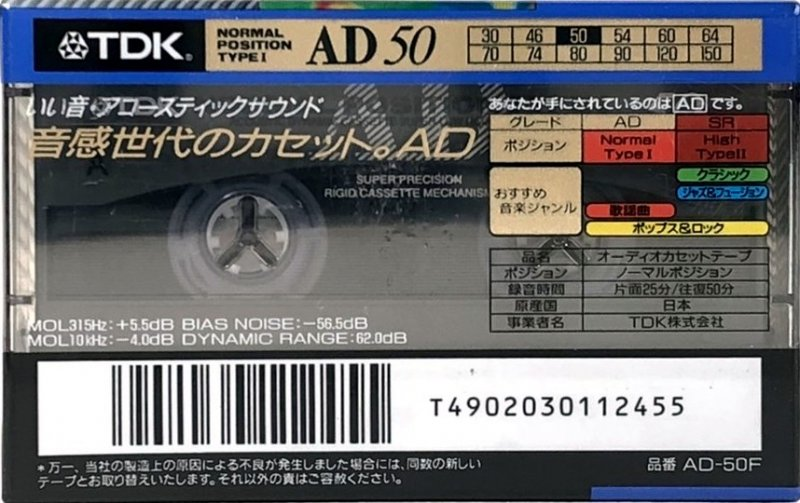 TDK®
NORMAL
POSITION
TYPE I
AD 50
30 46 50 54 60 64
70 74 80 90 120 150
いい音・アロースティックサウンド
音感世代のカセット。AD
SUPER PRECISION
RIGID CASSETTE MECHANISM
あなたが手にされているのは AD です。
グレード AD SR
ポジション Normal Type I High Type II
おすすめ
音楽ジャンル
クラシック
ジャズ&フュージョン
歌謡曲
ポップス&ロック
品名 オーディオカセットテープ
ポジション ノーマルポジション
録音時間 片面25分/往復50分
原産国 日本
事業者名 TDK株式会社
MOL315Hz:+5.5dB BIAS NOISE:-56.5dB
MOL10kHz:-4.0dB DYNAMIC RANGE:62.0dB
T4902030112455
*万一、当社の製造上の原因による不良が発生しました場合には、同数の新しい
テープとお取り替えいたします。それ以外の責はご容赦ください。
品番 AD-50F